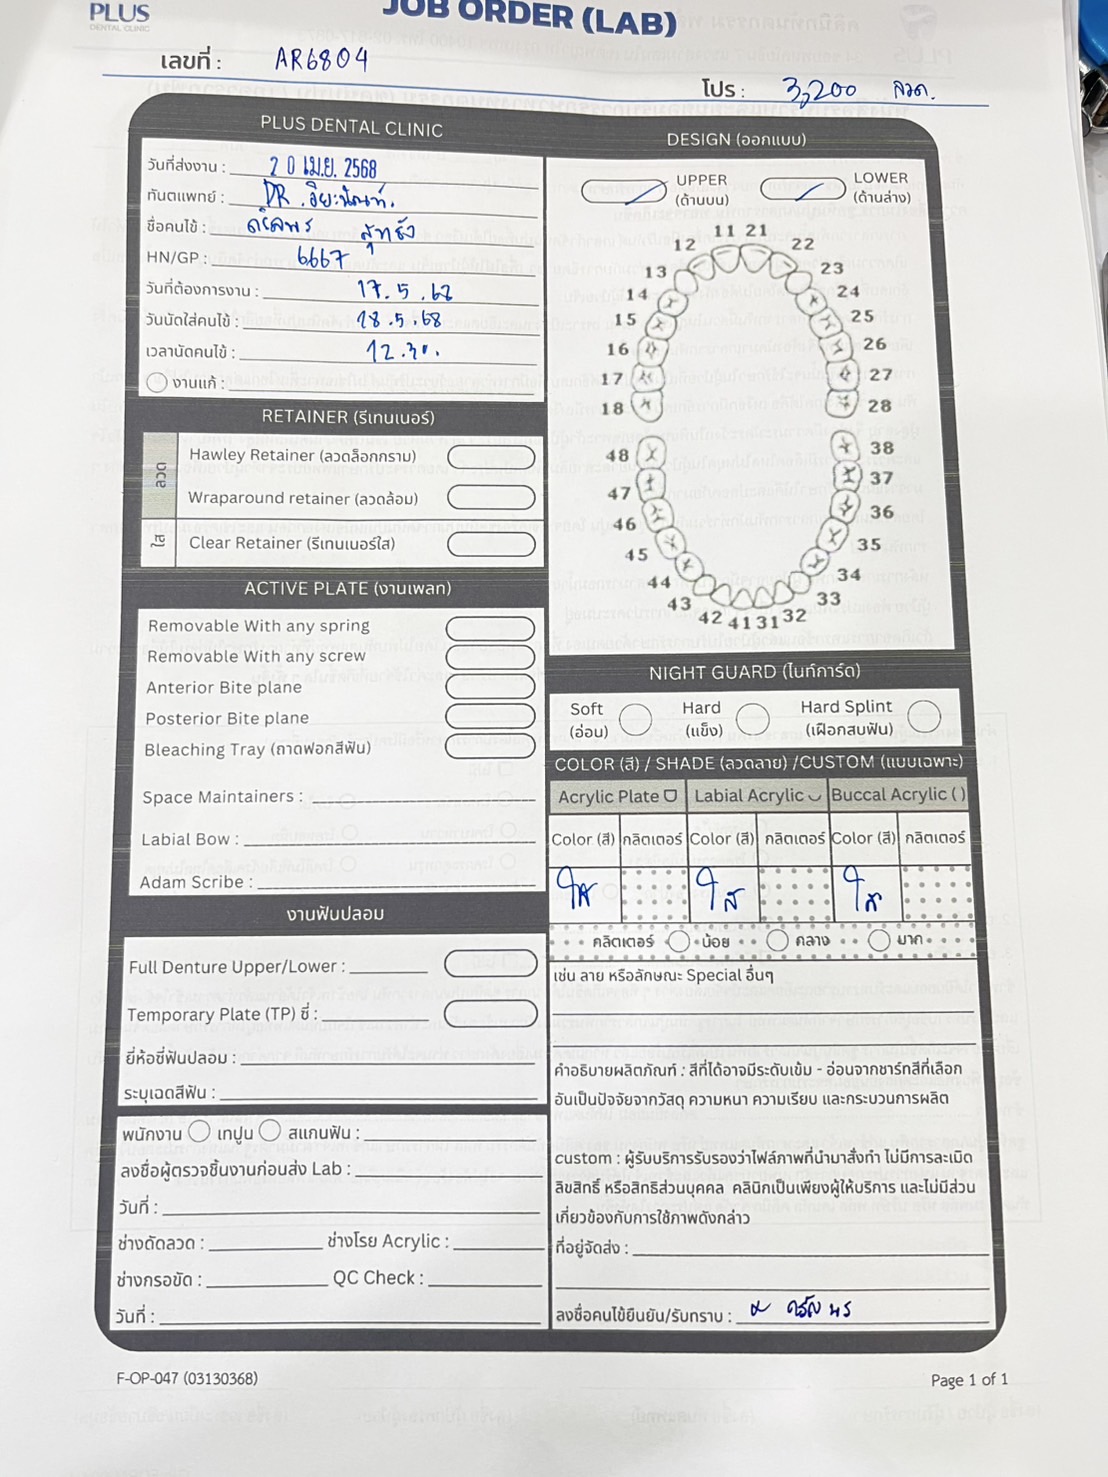 PLUS
DENTAL CLINIC
JOB ORDER (LAB)
เลขที่ : AR6804
โปร : 3,200 ลวด.
PLUS DENTAL CLINIC
วันที่ส่งงาน : 20 เม.ย. 2568
ทันตแพทย์ : DR.
ชื่อคนไข้ :
HN/GP : 6667
วันที่ต้องการงาน : 17.5.68
วันนัดใส่คนไข้ : 18.5.68
เวลานัดคนไข้ : 12.30.
งานแก้ :
RETAINER (รีเทนเนอร์)
ลวด
Hawley Retainer (ลวดล็อกกราม)
Wraparound retainer (ลวดล้อม)
ใส
Clear Retainer (รีเทนเนอร์ใส)
ACTIVE PLATE (งานเพลท)
Removable With any spring
Removable With any screw
Anterior Bite plane
Posterior Bite plane
Bleaching Tray (ถาดฟอกสีฟัน)
Space Maintainers :
Labial Bow :
Adam Scribe :
งานฟันปลอม
Full Denture Upper/Lower :
Temporary Plate (TP) ซี่ :
ยี่ห้อซี่ฟันปลอม :
ระบุเฉดสีฟัน :
พนักงาน เทปูน สแกนฟัน :
ลงชื่อผู้ตรวจชิ้นงานก่อนส่ง Lab :
วันที่ :
ช่างดัดลวด : ช่างโรย Acrylic :
ช่างกรอขัด : QC Check :
วันที่ :
DESIGN (ออกแบบ)
UPPER
(ด้านบน)
LOWER
(ด้านล่าง)
11 21
12 22
13 23
14 24
15 25
16 26
17 27
18 28
48 38
47 37
46 36
45 35
44 34
43 33
42 41 31 32
NIGHT GUARD (ไนท์การ์ด)
Soft
(อ่อน)
Hard
(แข็ง)
Hard Splint
(เฝือกสบฟัน)
COLOR (สี) / SHADE (ลวดลาย) /CUSTOM (แบบเฉพาะ)
Acrylic Plate Labial Acrylic Buccal Acrylic ( )
Color (สี) กลิตเตอร์ Color (สี) กลิตเตอร์ Color (สี) กลิตเตอร์
ใส ใส ใส
กลิตเตอร์ น้อย กลาง มาก
เช่น ลาย หรือลักษณะ Special อื่นๆ
คำอธิบายผลิตภัณฑ์ : สีที่ได้อาจมีระดับเข้ม - อ่อนจากชาร์ทสีที่เลือก
อันเป็นปัจจัยจากวัสดุ ความหนา ความเรียบ และกระบวนการผลิต
custom : ผู้รับบริการรับรองว่าไฟล์ภาพที่นำมาสั่งทำ ไม่มีการละเมิด
ลิขสิทธิ์ หรือสิทธิส่วนบุคคล คลินิกเป็นเพียงผู้ให้บริการ และไม่มีส่วน
เกี่ยวข้องกับการใช้ภาพดังกล่าว
ที่อยู่จัดส่ง :
ลงชื่อคนไข้ยืนยัน/รับทราบ :
F-OP-047 (03130368)
Page 1 of 1